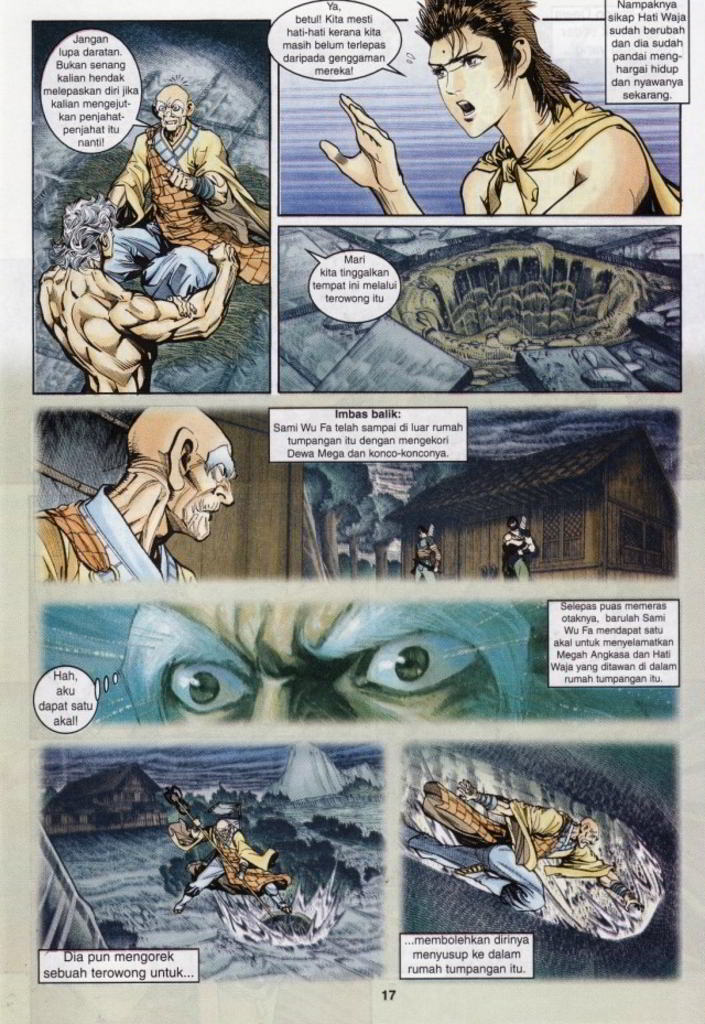 Jangan
lupa daratan.
Bukan senang
kalian hendak
melepaskan diri jika
kalian mengejut-
kan penjahat-
penjahat itu
nanti!
Ya,
betul! Kita mesti
hati-hati kerana kita
masih belum terlepas
daripada genggaman
mereka!
Nampaknya
sikap Hati Waja
sudah berubah
dan dia sudah
pandai meng-
hargai hidup
dan nyawanya
sekarang.
Mari
kita tinggalkan
tempat ini melalui
terowong itu
Imbas balik:
Sami Wu Fa telah sampai di luar rumah
tumpangan itu dengan mengekori
Dewa Mega dan konco-konconya.
Hah,
aku
dapat satu
akal!
Selepas puas memeras
otaknya, barulah Sami
Wu Fa mendapat satu
akal untuk menyelamatkan
Megah Angkasa dan Hati
Waja yang ditawan di dalam
rumah tumpangan itu.
Dia pun mengorek
sebuah terowong untuk...
...membolehkan dirinya
menyusup ke dalam
rumah tumpangan itu.
17